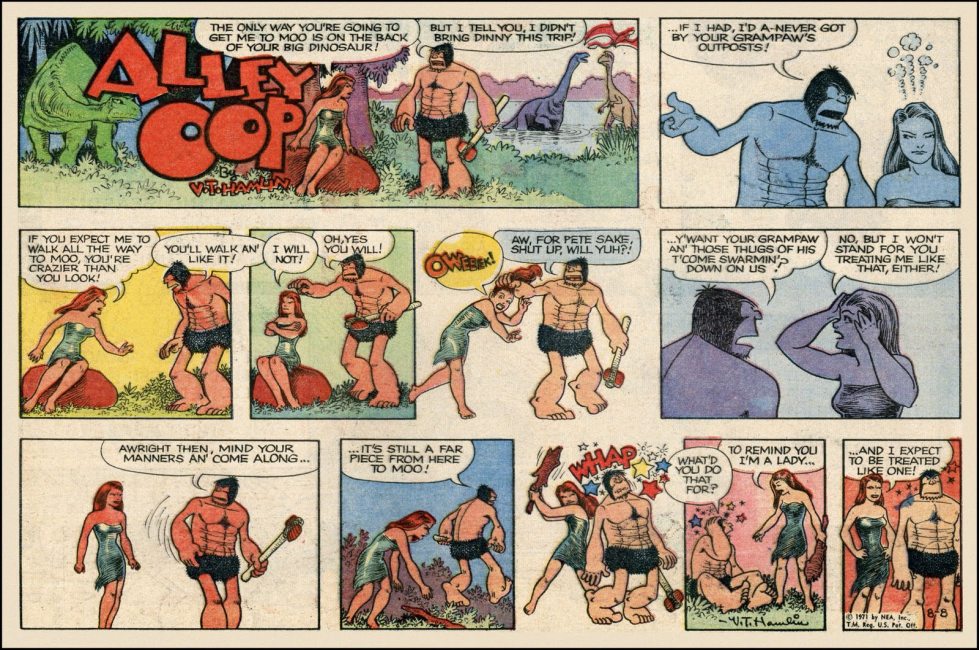 THE ONLY WAY YOU'RE GOING TO
GET ME TO MOO IS ON THE BACK
OF YOUR BIG DINOSAUR!
BUT I TELL YOU, I DIDN'T
BRING DINNY THIS TRIP!
ALLEY
OOP
By
V.T. HAMLIN
...IF I HAD, I'D A-NEVER GOT
BY YOUR GRAMPAW'S
OUTPOSTS!
IF YOU EXPECT ME TO
WALK ALL THE WAY
TO MOO, YOU'RE
CRAZIER THAN
YOU LOOK!
YOU'LL WALK AN'
LIKE IT!
I WILL
NOT!
OH, YES
YOU WILL!
AW, FOR PETE SAKE,
SHUT UP, WILL YUH?!
...Y'WANT YOUR GRAMPAW
AN' THOSE THUGS OF HIS
T'COME SWARMIN'
DOWN ON US?
NO, BUT I WON'T
STAND FOR YOU
TREATING ME LIKE
THAT, EITHER!
AWRIGHT THEN, MIND YOUR
MANNERS AN' COME ALONG...
...IT'S STILL A FAR
PIECE FROM HERE
TO MOO!
WHAP
WHAT'D
YOU DO
THAT
FOR?
TO REMIND YOU
I'M A LADY...
-V.T. Hamlin
...AND I EXPECT
TO BE TREATED
LIKE ONE!
© 1971 by NEA, Inc.,
T.M. Reg. U.S. Pat. Off.
8-8